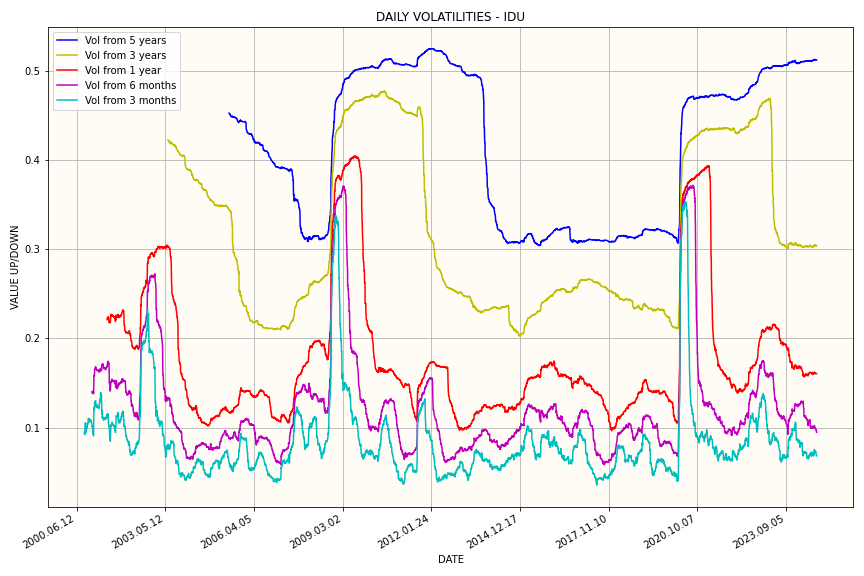 DAILY VOLATILITIES - IDU
Vol from 5 years
Vol from 3 years
Vol from 1 year
Vol from 6 months
Vol from 3 months
VALUE UP/DOWN
0.5
0.4
0.3
0.2
0.1
2000.06.12
2003.05.12
2006.04.05
2009.03.02
2012.01.24
2014.12.17
2017.11.10
2020.10.07
2023.09.05
DATE